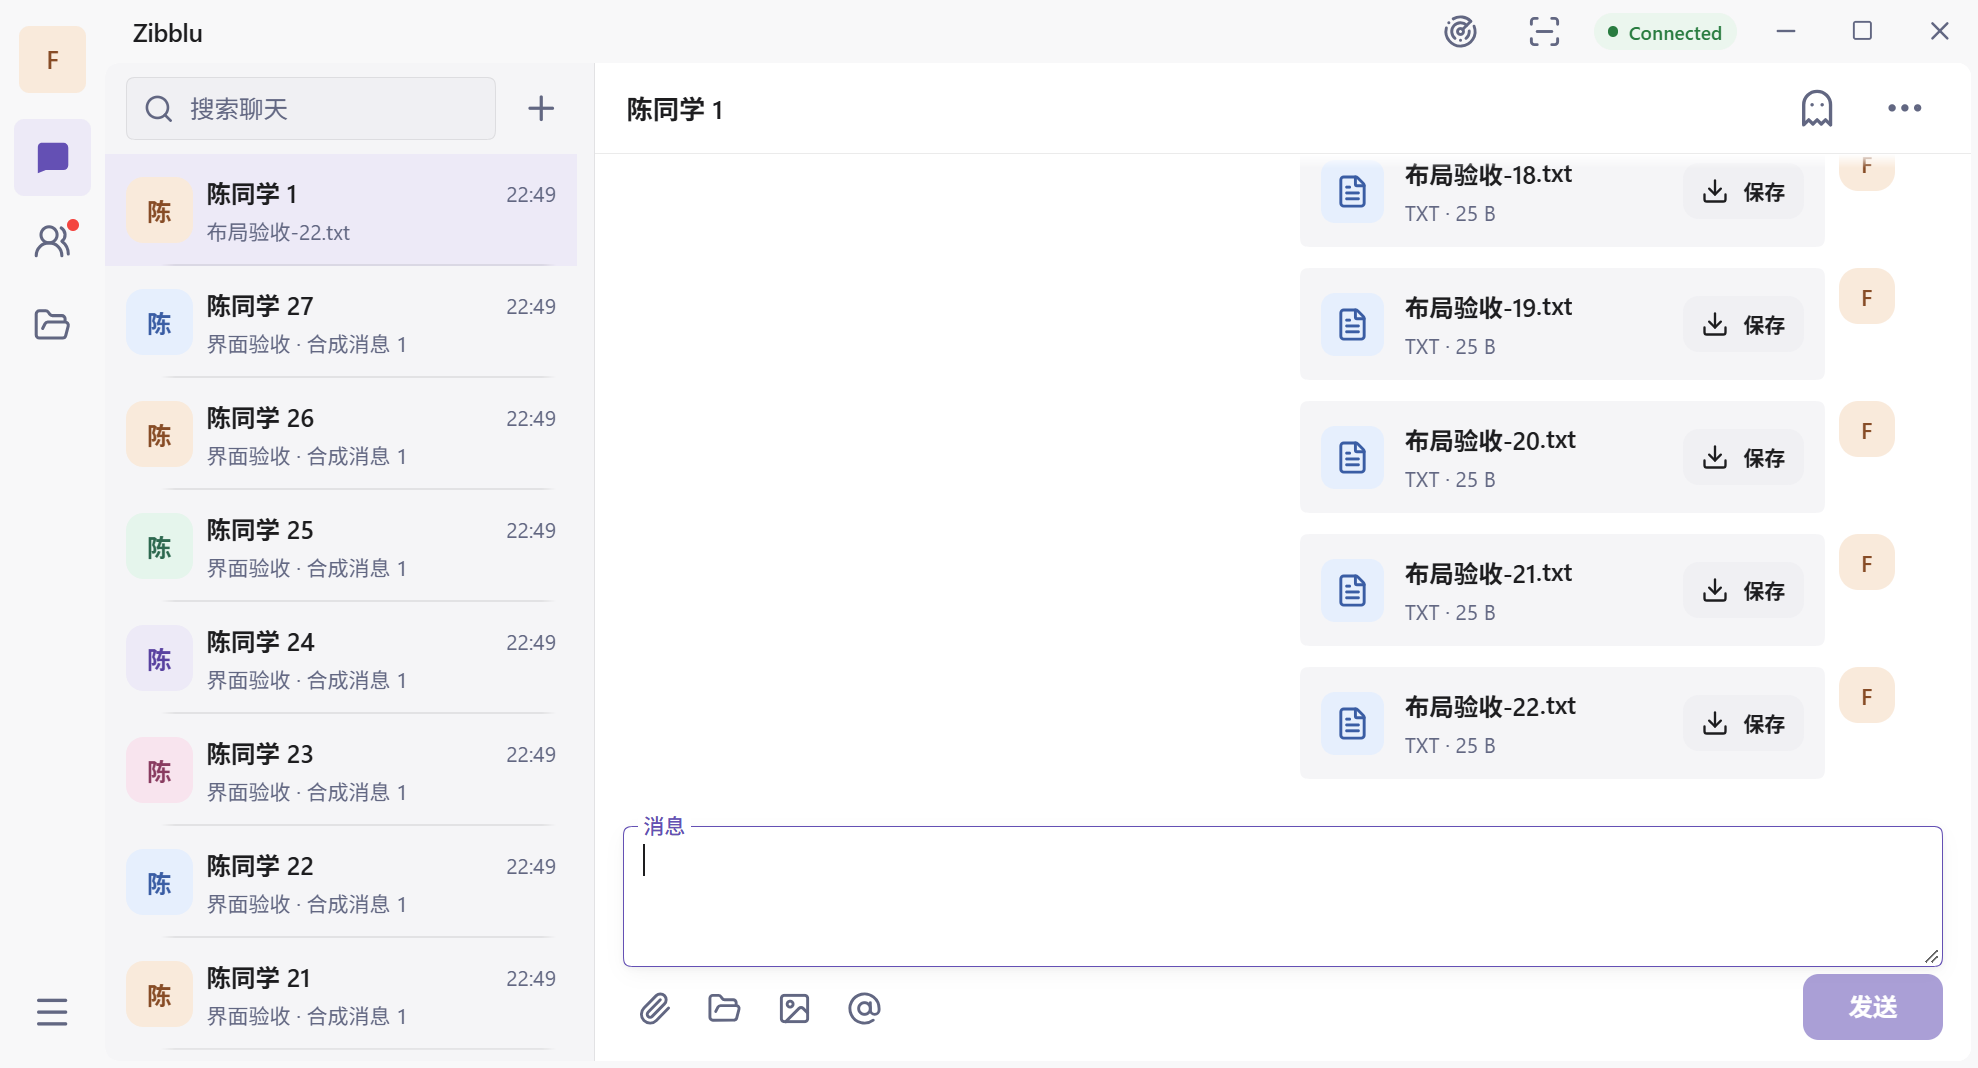 F
Zibblu
Connected
搜索聊天
陈
陈同学 1
22:49
布局验收-22.txt
陈
陈同学 27
22:49
界面验收 · 合成消息 1
陈
陈同学 26
22:49
界面验收 · 合成消息 1
陈
陈同学 25
22:49
界面验收 · 合成消息 1
陈
陈同学 24
22:49
界面验收 · 合成消息 1
陈
陈同学 23
22:49
界面验收 · 合成消息 1
陈
陈同学 22
22:49
界面验收 · 合成消息 1
陈
陈同学 21
22:49
界面验收 · 合成消息 1
陈同学 1
布局验收-18.txt
TXT · 25 B
保存
F
布局验收-19.txt
TXT · 25 B
保存
F
布局验收-20.txt
TXT · 25 B
保存
F
布局验收-21.txt
TXT · 25 B
保存
F
布局验收-22.txt
TXT · 25 B
保存
F
消息
发送